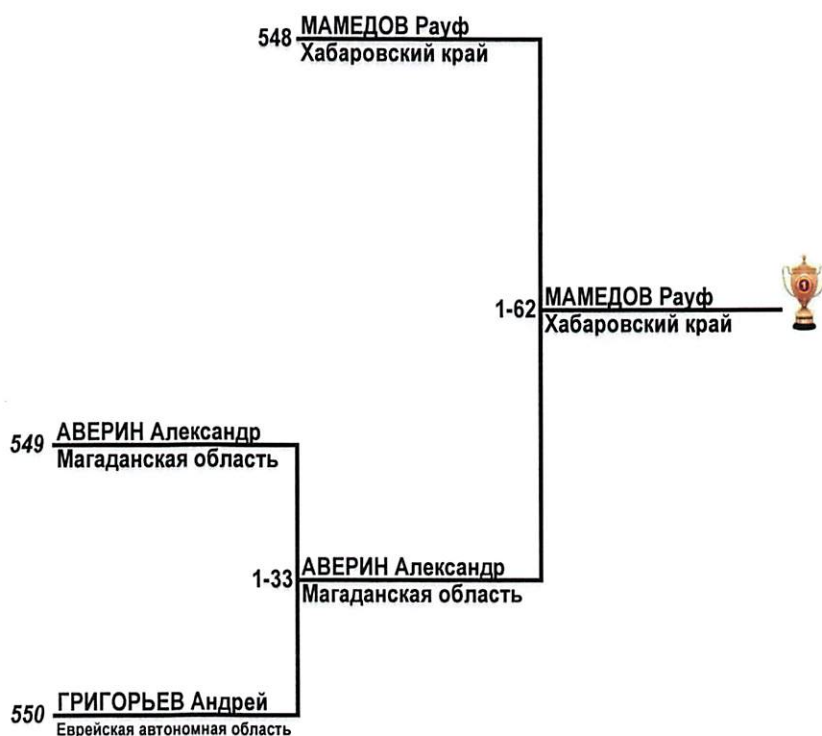 548 МАМЕДОВ Рауф
Хабаровский край
1-62 МАМЕДОВ Рауф
Хабаровский край
1
549 АВЕРИН Александр
Магаданская область
1-33 АВЕРИН Александр
Магаданская область
550 ГРИГОРЬЕВ Андрей
Еврейская автономная область